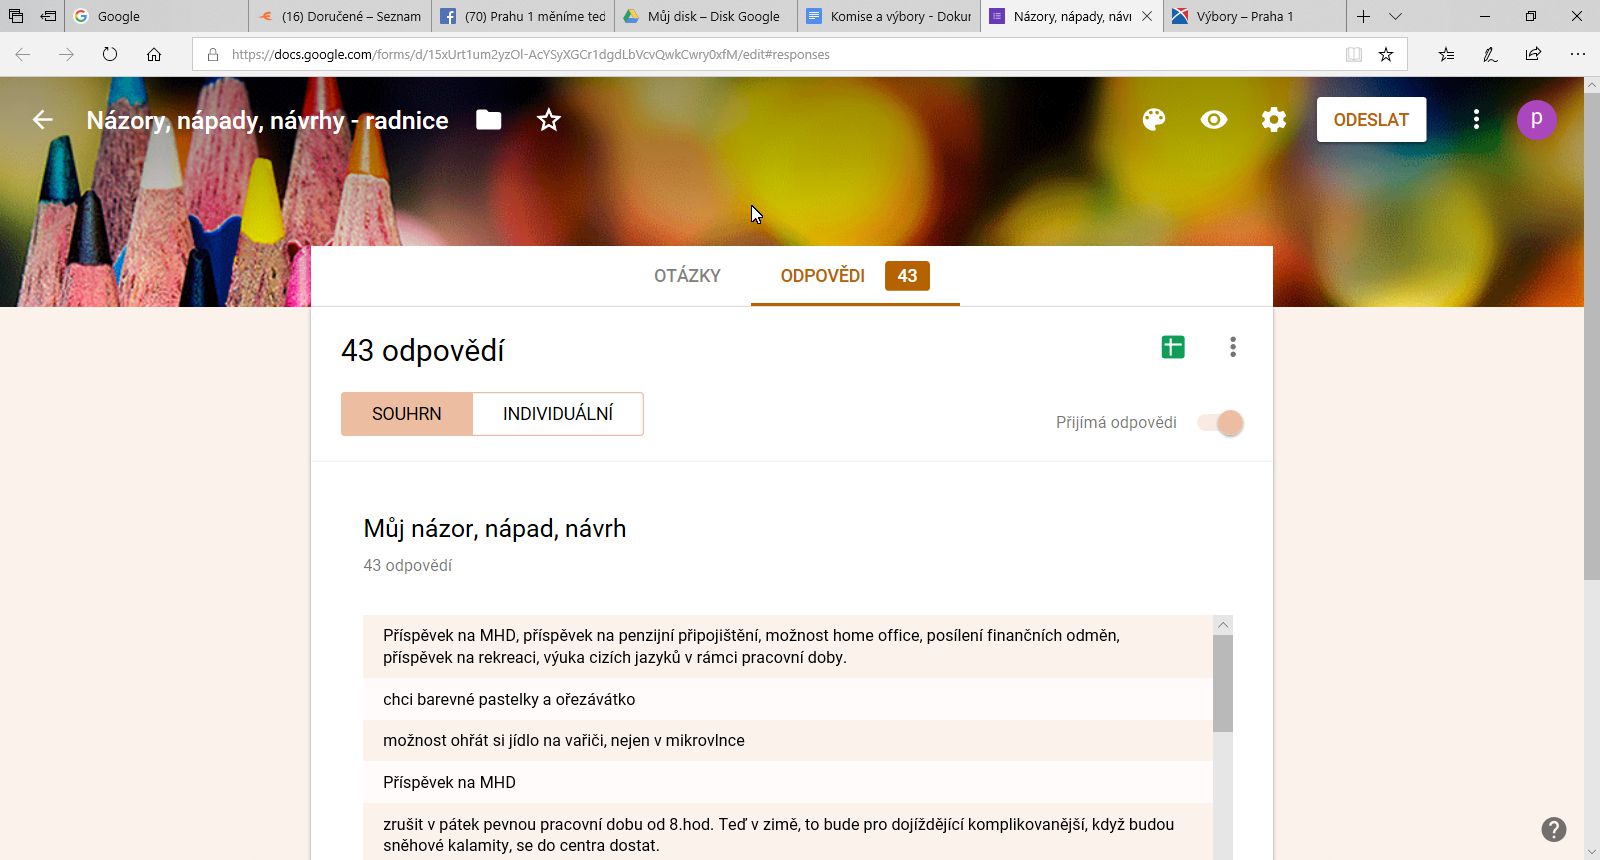 Google
(16) Doručené – Seznam
(70) Prahu 1 měníme ted
Můj disk – Disk Google
Komise a výbory - Dokur
Názory, nápady, návr
Výbory – Praha 1
https://docs.google.com/forms/d/15xUrt1um2yzOl-AcYSyXGCr1dgdLbVcvQwkCwry0xfM/edit#responses
Názory, nápady, návrhy - radnice
ODESLAT
p
OTÁZKY
ODPOVĚDI 43
43 odpovědí
SOUHRN
INDIVIDUÁLNÍ
Přijímá odpovědi
Můj názor, nápad, návrh
43 odpovědí
Příspěvek na MHD, příspěvek na penzijní připojištění, možnost home office, posílení finančních odměn,
příspěvek na rekreaci, výuka cizích jazyků v rámci pracovní doby.
chci barevné pastelky a ořezávátko
možnost ohřát si jídlo na vařiči, nejen v mikrovlnce
Příspěvek na MHD
zrušit v pátek pevnou pracovní dobu od 8.hod. Teď v zimě, to bude pro dojíždějící komplikovanější, když budou
sněhové kalamity, se do centra dostat.